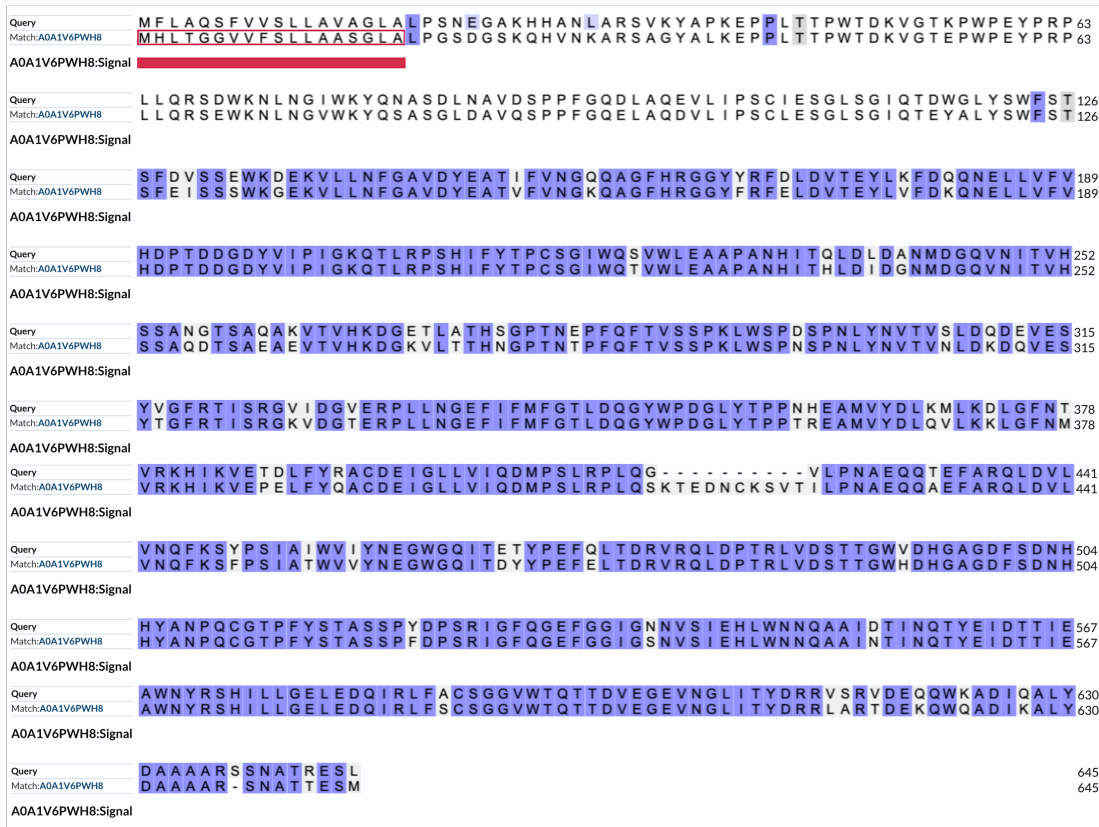 Query MFLAQSFVVSLLAVAGLALPSNEGAKHHANLARSVKYAPKEPPLTTPWTDKVGTKPWPEYPRP 63
Match:A0A1V6PWH8 MHLTGGVVFSLLAASGLALPGSDGSKQHVNKARSAGYALKEPPLTTPWTDKVGTEPWPEYPRP 63
A0A1V6PWH8:Signal
Query LLQRSDWKNLNGIWKYQNASDLNAVDSPPFGQDLAQEVLIPSCIESGLSGIQTDWGLYSWFST 126
Match:A0A1V6PWH8 LLQRSEWKNLNGVWKYQSASGLDAVQSPPFGQELAQDVLIPSCLESGLSGIQTEYALYSWFST 126
A0A1V6PWH8:Signal
Query SFDVSSEWKDEKVLLNFGAVDYEATIFVNGQQAGFHRGGYYRFDLDVTEYLKFDQQNELLVFV 189
Match:A0A1V6PWH8 SFEISSSWKGEKVLLNFGAVDYEATVFVNGKQAGFHRGGYFRFELDVTEYLVFDKQNELLVFV 189
A0A1V6PWH8:Signal
Query HDPTDDGDYVIPIGKQTLRPSHIFYTPCSGIWQSVWLEAAPANHITQLDLDANMDGQVNITVH 252
Match:A0A1V6PWH8 HDPTDDGDYVIPIGKQTLRPSHIFYTPCSGIWQTVWLEAAPANHITHLDIDGNMDGQVNITVH 252
A0A1V6PWH8:Signal
Query SSANGTSAQAKVTVHKDGETLATHSGPTNEPFQFTVSSPKLWSPDSPNLYNVTVSLDQDEVES 315
Match:A0A1V6PWH8 SSAQDTSAEAEVTVHKDGKVLTTHNGPTNTPFQFTVSSPKLWSPNSPNLYNVTVNLDKDQVES 315
A0A1V6PWH8:Signal
Query YVGFRTISRGVIDGVERPLLNGEFIFMFGTLDQGYWPDGLYTPPNHEAMVYDLKMLKDLGFNT 378
Match:A0A1V6PWH8 YTGFRTISRGKVDGTERPLLNGEFIFMFGTLDQGYWPDGLYTPPTREAMVYDLQVLKKLGFNM 378
A0A1V6PWH8:Signal
Query VRKHIKVETDLFYRACDEIGLLVIQDMPSLRPLQG----------VLPNAEQQTEFARQLDVL 441
Match:A0A1V6PWH8 VRKHIKVEPELFYQACDEIGLLVIQDMPSLRPLQSKTEDNCKSVTILPNAEQQAEFARQLDVL 441
A0A1V6PWH8:Signal
Query VNQFKSYPSIAIWVIYNEGWGQITETYPEFQLTDRVRQLDPTRLVDSTTGWVDHGAGDFSDNH 504
Match:A0A1V6PWH8 VNQFKSFPSIATWVVYNEGWGQITDYYPEFELTDRVRQLDPTRLVDSTTGWHDHGAGDFSDNH 504
A0A1V6PWH8:Signal
Query HYANPQCGTPFYSTASSPYDPSRIGFQGEFGGIGNNVSIEHLWNNQAAIDTINQTYEIDTTIE 567
Match:A0A1V6PWH8 HYANPQCGTPFYSTASSPFDPSRIGFQGEFGGIGSNVSIEHLWNNQAAINTINQTYEIDTTIE 567
A0A1V6PWH8:Signal
Query AWNYRSHILLGELEDQIRLFACSGGVWTQTTDVEGEVNGLITYDRRVSRVDEQQWKADIQALY 630
Match:A0A1V6PWH8 AWNYRSHILLGELEDQIRLFSCSGGVWTQTTDVEGEVNGLITYDRRLARTDEKQWQADIKALY 630
A0A1V6PWH8:Signal
Query DAAAARSSNATRESL 645
Match:A0A1V6PWH8 DAAAAR-SNATTESM 645
A0A1V6PWH8:Signal